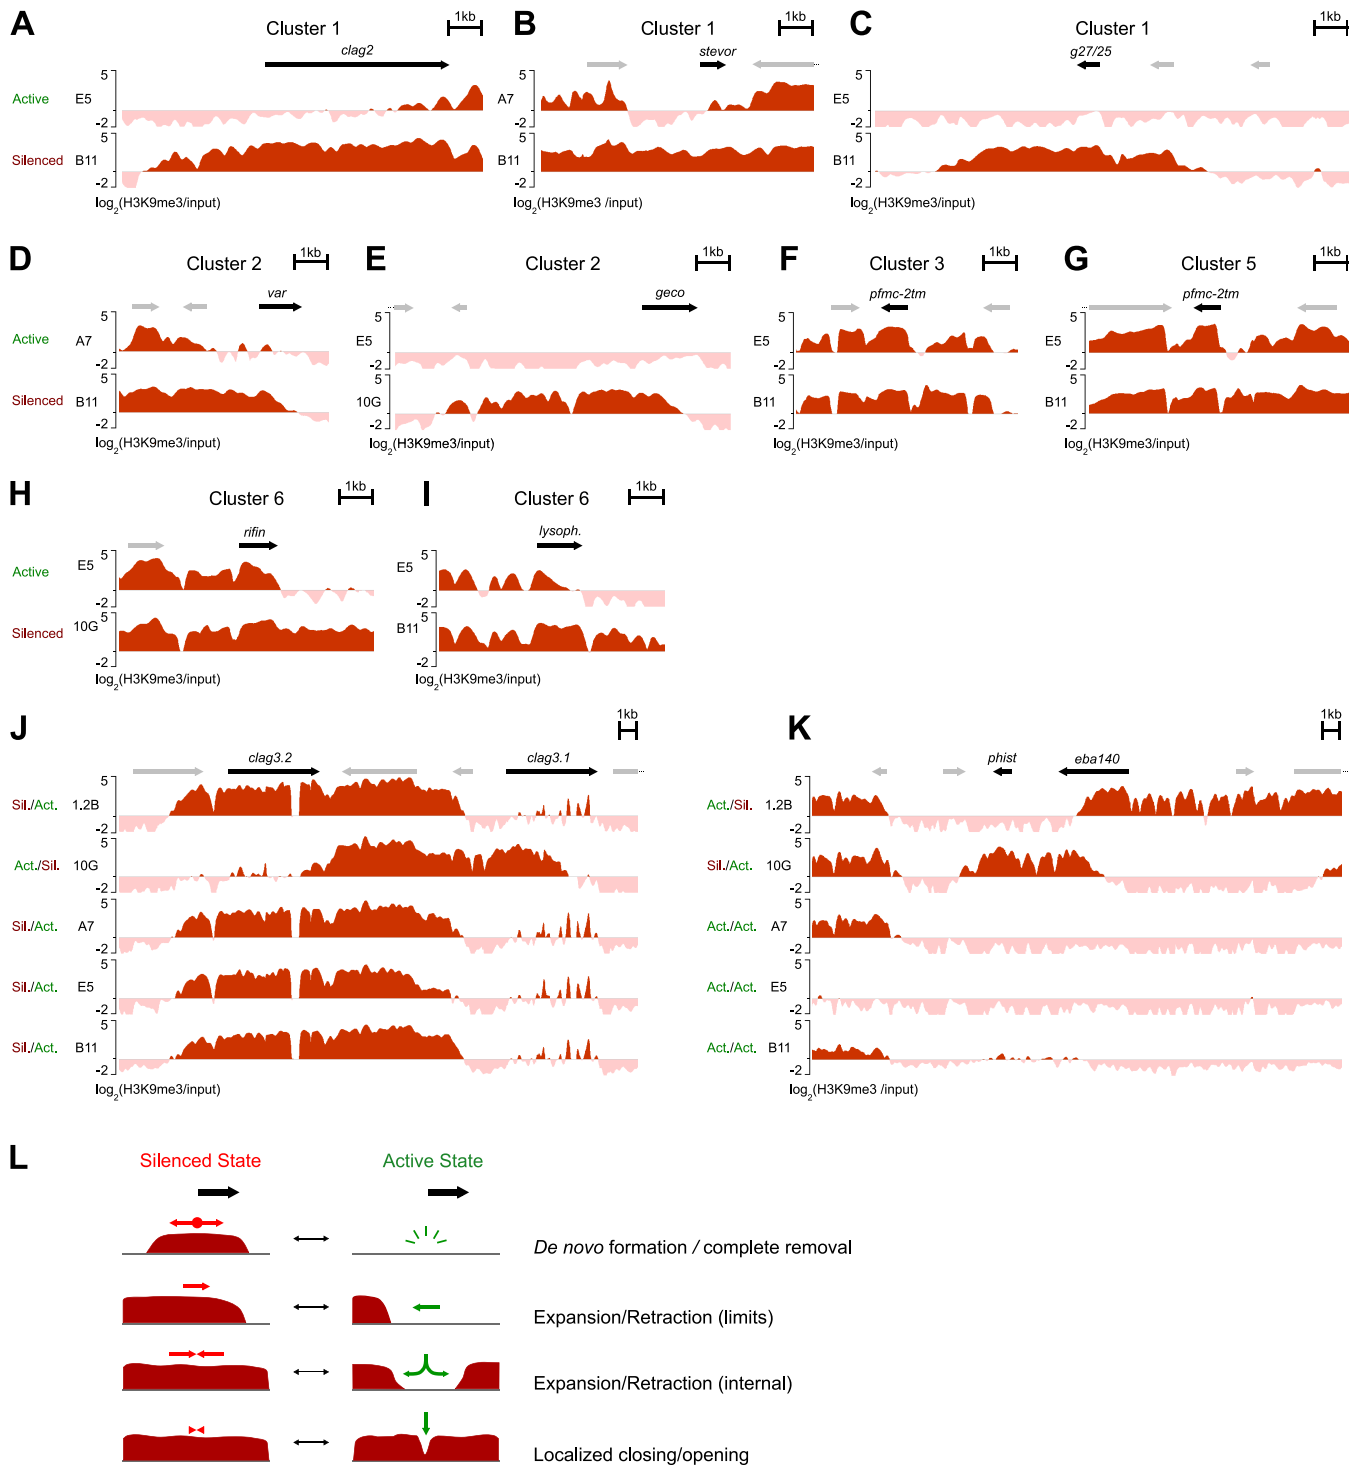 A
Cluster 1
1kb
clag2
Active
E5
5
-2
Silenced
B11
5
-2
log2(H3K9me3/input)
B
Cluster 1
1kb
stevor
A7
5
-2
B11
5
-2
log2(H3K9me3 /input)
C
Cluster 1
1kb
g27/25
E5
5
-2
B11
5
-2
log2(H3K9me3/input)
D
Cluster 2
1kb
var
Active
A7
5
-2
Silenced
B11
5
-2
log2(H3K9me3/input)
E
Cluster 2
1kb
geco
E5
5
-2
10G
5
-2
log2(H3K9me3/input)
F
Cluster 3
1kb
pfmc-2tm
E5
5
-2
B11
5
-2
log2(H3K9me3/input)
G
Cluster 5
1kb
pfmc-2tm
E5
5
-2
B11
5
-2
log2(H3K9me3/input)
H
Cluster 6
1kb
rifin
Active
E5
5
-2
Silenced
10G
5
-2
log2(H3K9me3/input)
I
Cluster 6
1kb
lysoph.
E5
5
-2
B11
5
-2
log2(H3K9me3/input)
J
1kb
clag3.2
clag3.1
Sil./Act. 1.2B
5
-2
Act./Sil. 10G
5
-2
Sil./Act. A7
5
-2
Sil./Act. E5
5
-2
Sil./Act. B11
5
-2
log2(H3K9me3/input)
K
1kb
phist
eba140
Act./Sil. 1.2B
5
-2
Sil./Act. 10G
5
-2
Act./Act. A7
5
-2
Act./Act. E5
5
-2
Act./Act. B11
5
-2
log2(H3K9me3 /input)
L
Silenced State
Active State
De novo formation / complete removal
Expansion/Retraction (limits)
Expansion/Retraction (internal)
Localized closing/opening